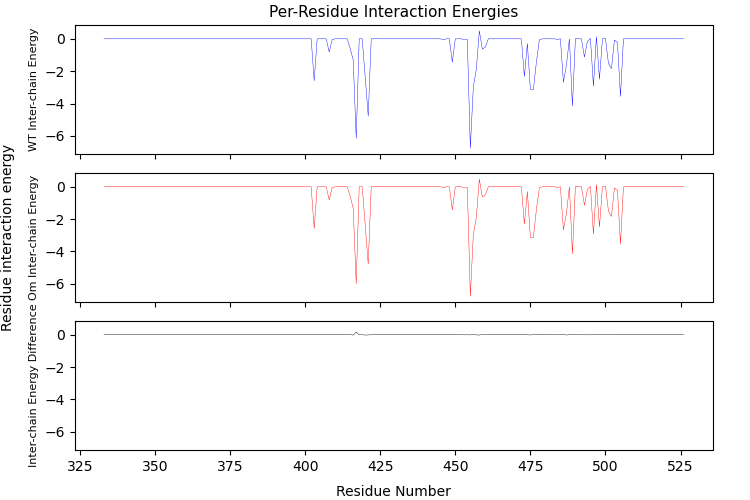 Per-Residue Interaction Energies
Residue interaction energy
WT Inter-chain Energy
0
−2
−4
−6
Om Inter-chain Energy
0
−2
−4
−6
Inter-chain Energy Difference
0
−2
−4
−6
325 350 375 400 425 450 475 500 525
Residue Number